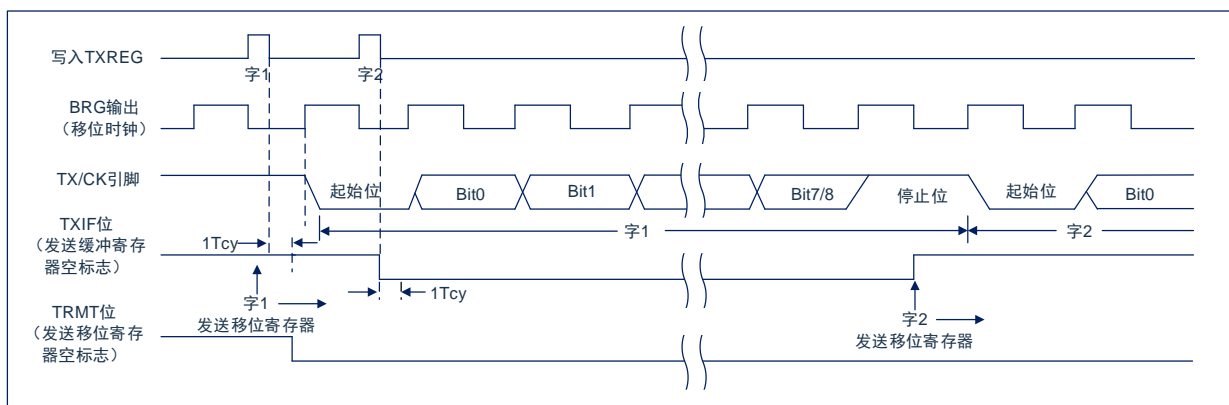 写入TXREG
字1
字2
BRG输出
（移位时钟）
TX/CK引脚
起始位
Bit0
Bit1
Bit7/8
停止位
起始位
Bit0
TXIF位
（发送缓冲寄存
器空标志）
1Tcy
字1
字2
1Tcy
字1
发送移位寄存器
字2
发送移位寄存器
TRMT位
（发送移位寄存
器空标志）